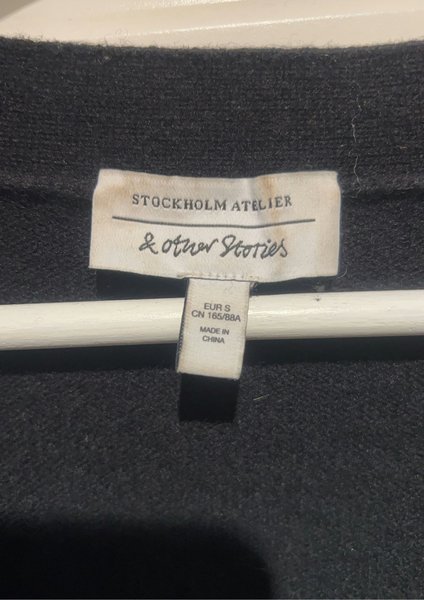 STOCKHOLM ATELIER
& other Stories
EUR S
CN 165/88A
MADE IN
CHINA